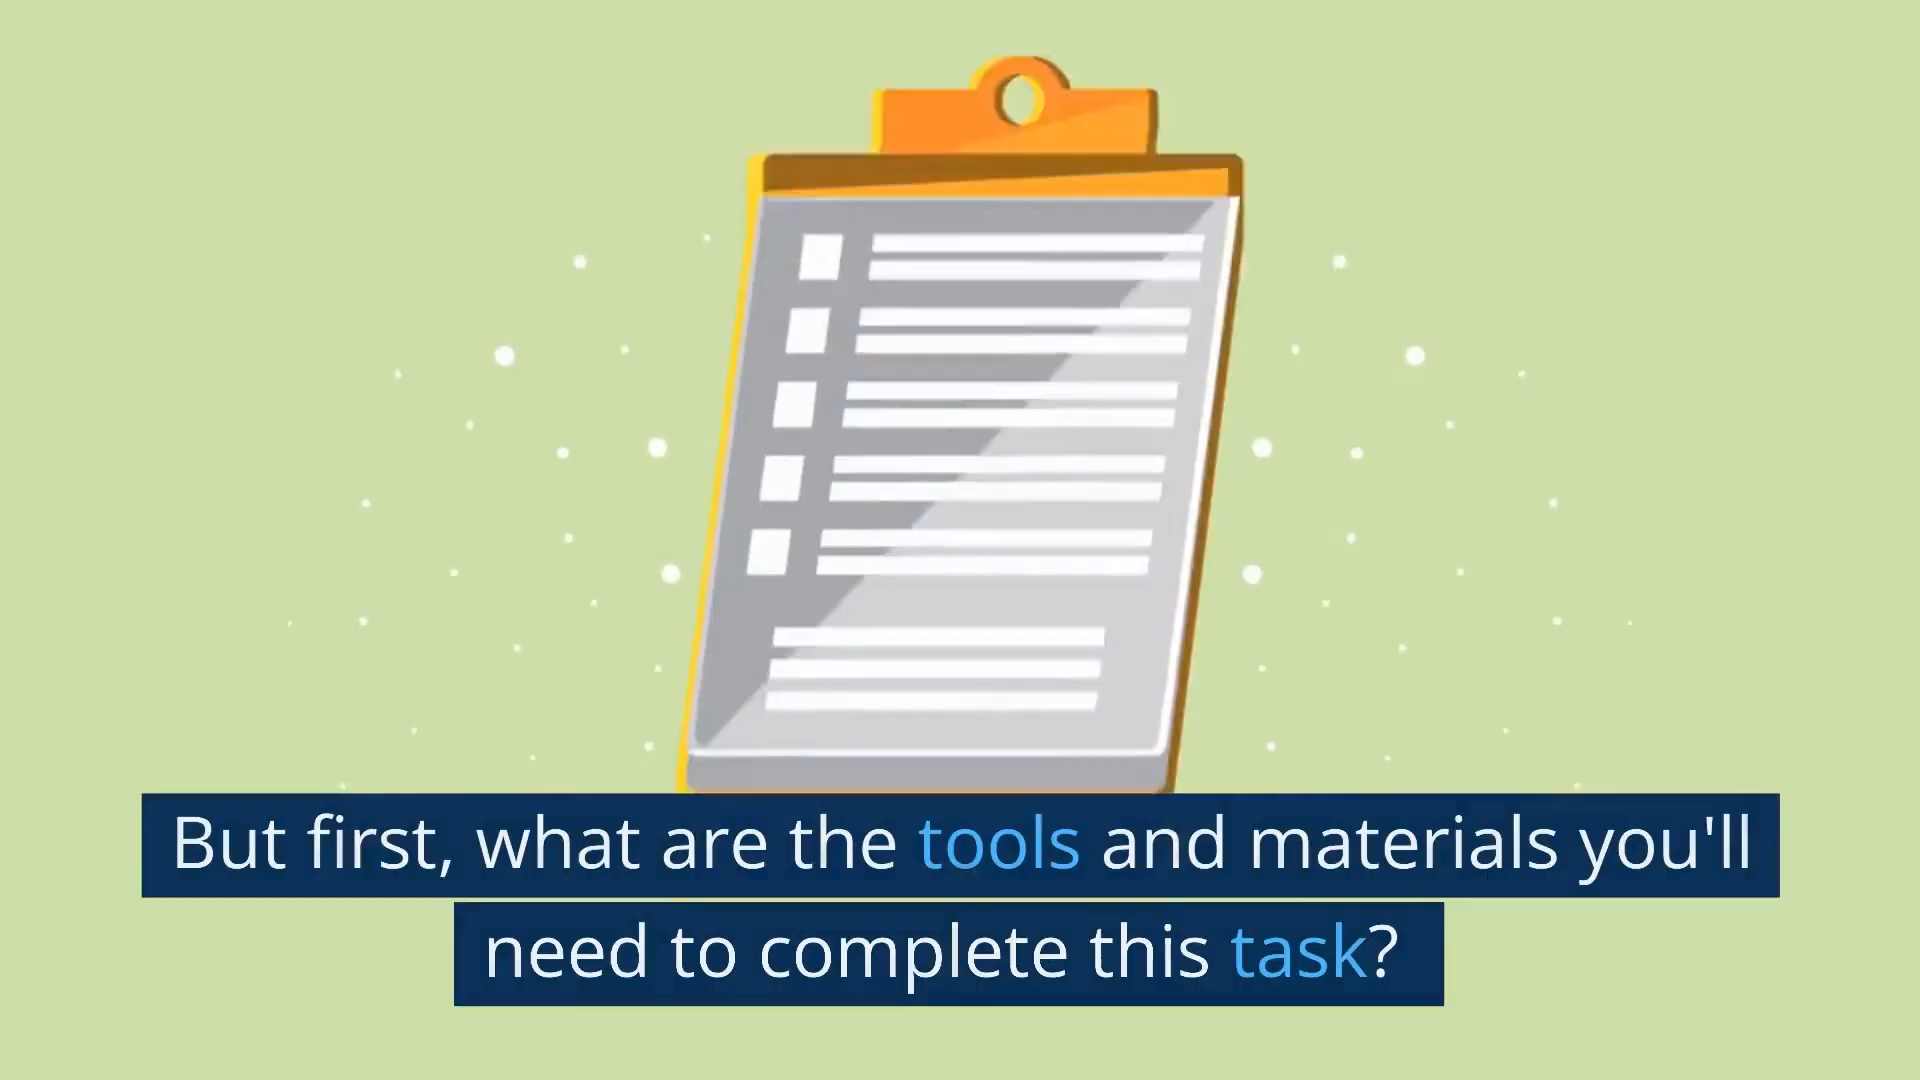 But first, what are the tools and materials you'll
need to complete this task?